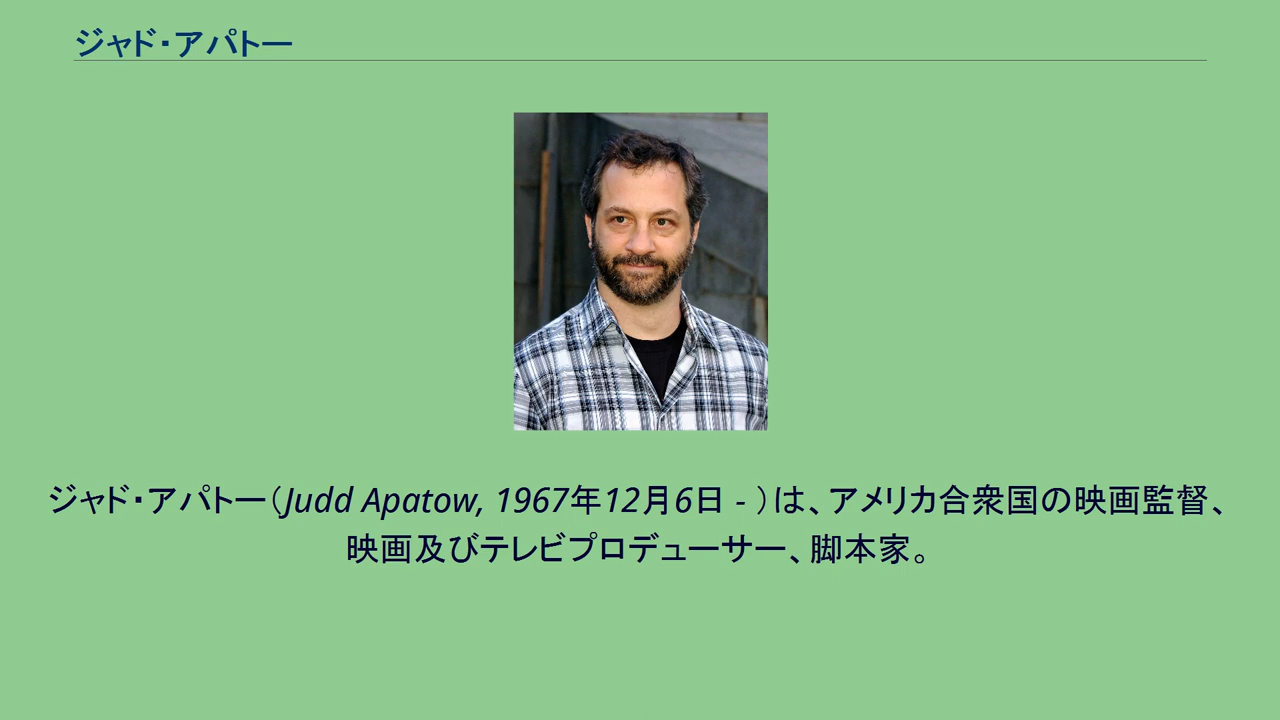 ジャド・アパトー
ジャド・アパトー（Judd Apatow, 1967年12月6日 - ）は、アメリカ合衆国の映画監督、
映画及びテレビプロデューサー、脚本家。